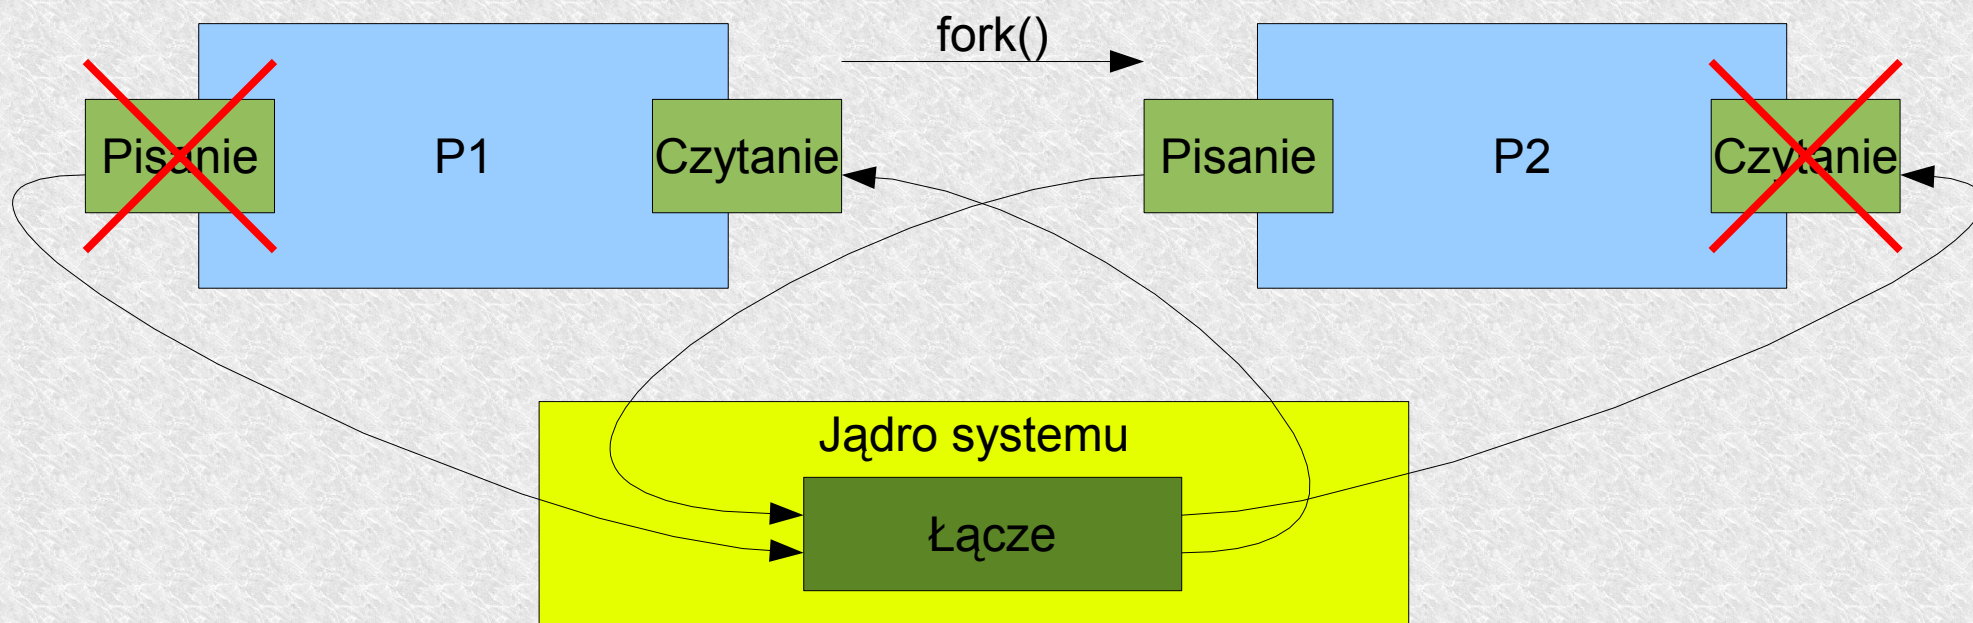 fork()
Pisanie
P1
Czytanie
Pisanie
P2
Czytanie
Jądro systemu
Łącze